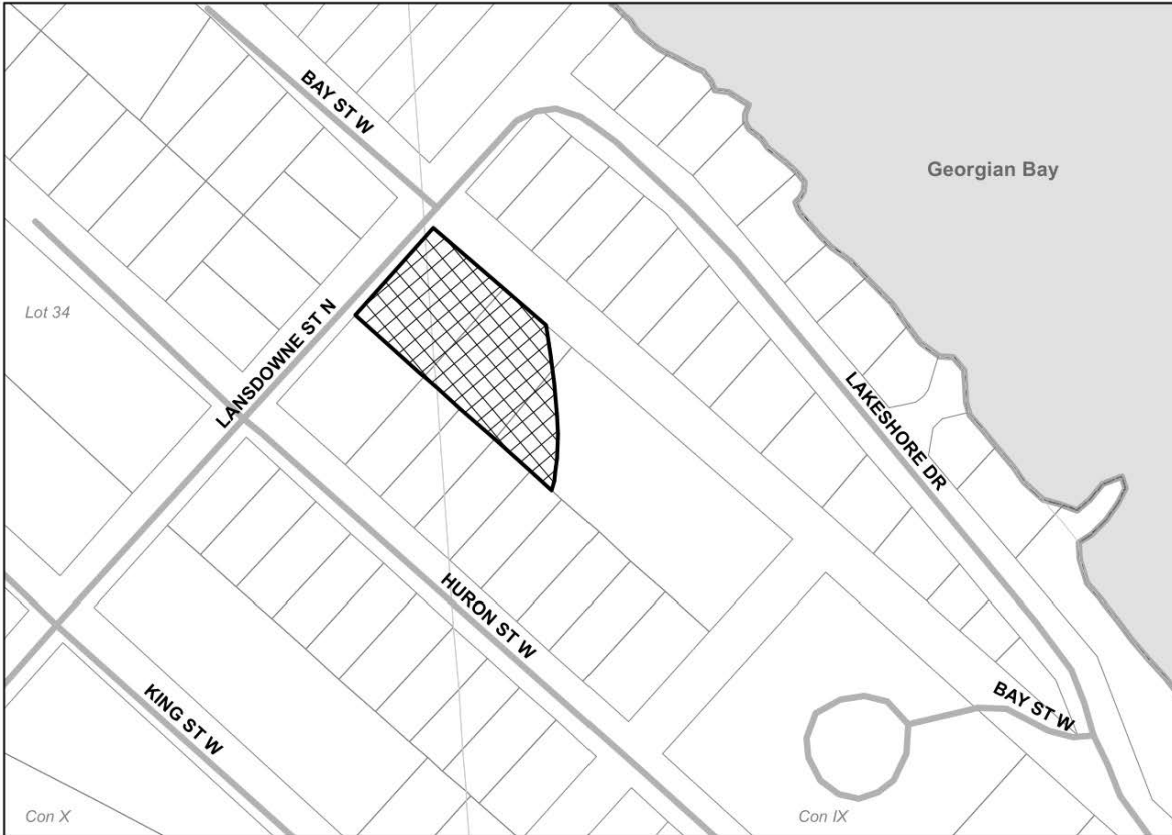 BAY ST W
Georgian Bay
Lot 34
LANSDOWNE ST N
LAKESHORE DR
HURON ST W
KING ST W
BAY ST W
Con X
Con IX